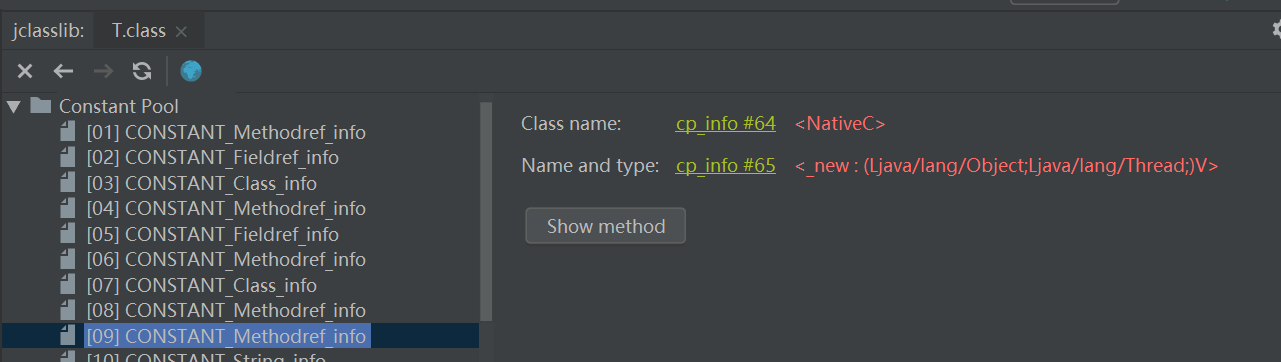 jclasslib: T.class
Constant Pool
[01] CONSTANT_Methodref_info
[02] CONSTANT_Fieldref_info
[03] CONSTANT_Class_info
[04] CONSTANT_Methodref_info
[05] CONSTANT_Fieldref_info
[06] CONSTANT_Methodref_info
[07] CONSTANT_Class_info
[08] CONSTANT_Methodref_info
[09] CONSTANT_Methodref_info
[10] CONSTANT_String_info
Class name: cp_info #64 <NativeC>
Name and type: cp_info #65 <_new : (Ljava/lang/Object;Ljava/lang/Thread;)V>
Show method